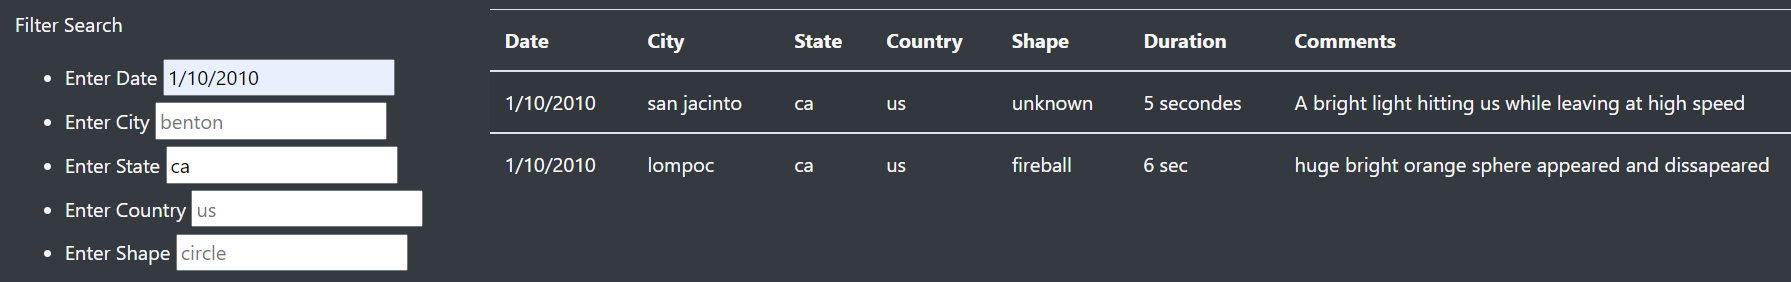 Filter Search
Enter Date 1/10/2010
Enter City benton
Enter State ca
Enter Country us
Enter Shape circle
Date City State Country Shape Duration Comments
1/10/2010 san jacinto ca us unknown 5 secondes A bright light hitting us while leaving at high speed
1/10/2010 lompoc ca us fireball 6 sec huge bright orange sphere appeared and dissapeared